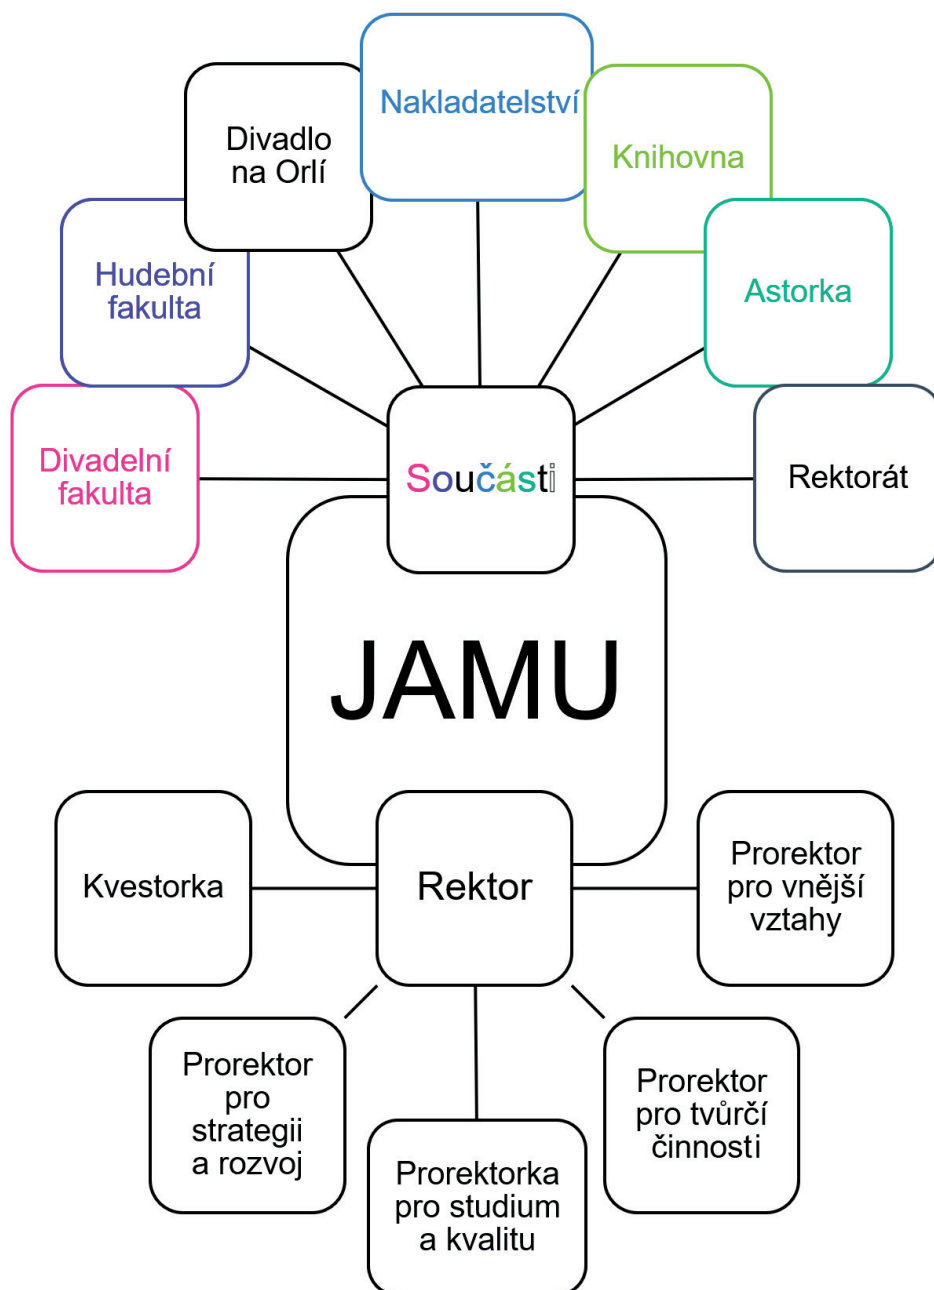 Nakladatelství
Divadlo
na Orlí
Knihovna
Hudební
fakulta
Astorka
Divadelní
fakulta
Součásti
Rektorát
JAMU
Kvestorka
Rektor
Prorektor
pro vnější
vztahy
Prorektor
pro
strategii
a rozvoj
Prorektorka
pro studium
a kvalitu
Prorektor
pro tvůrčí
činnosti